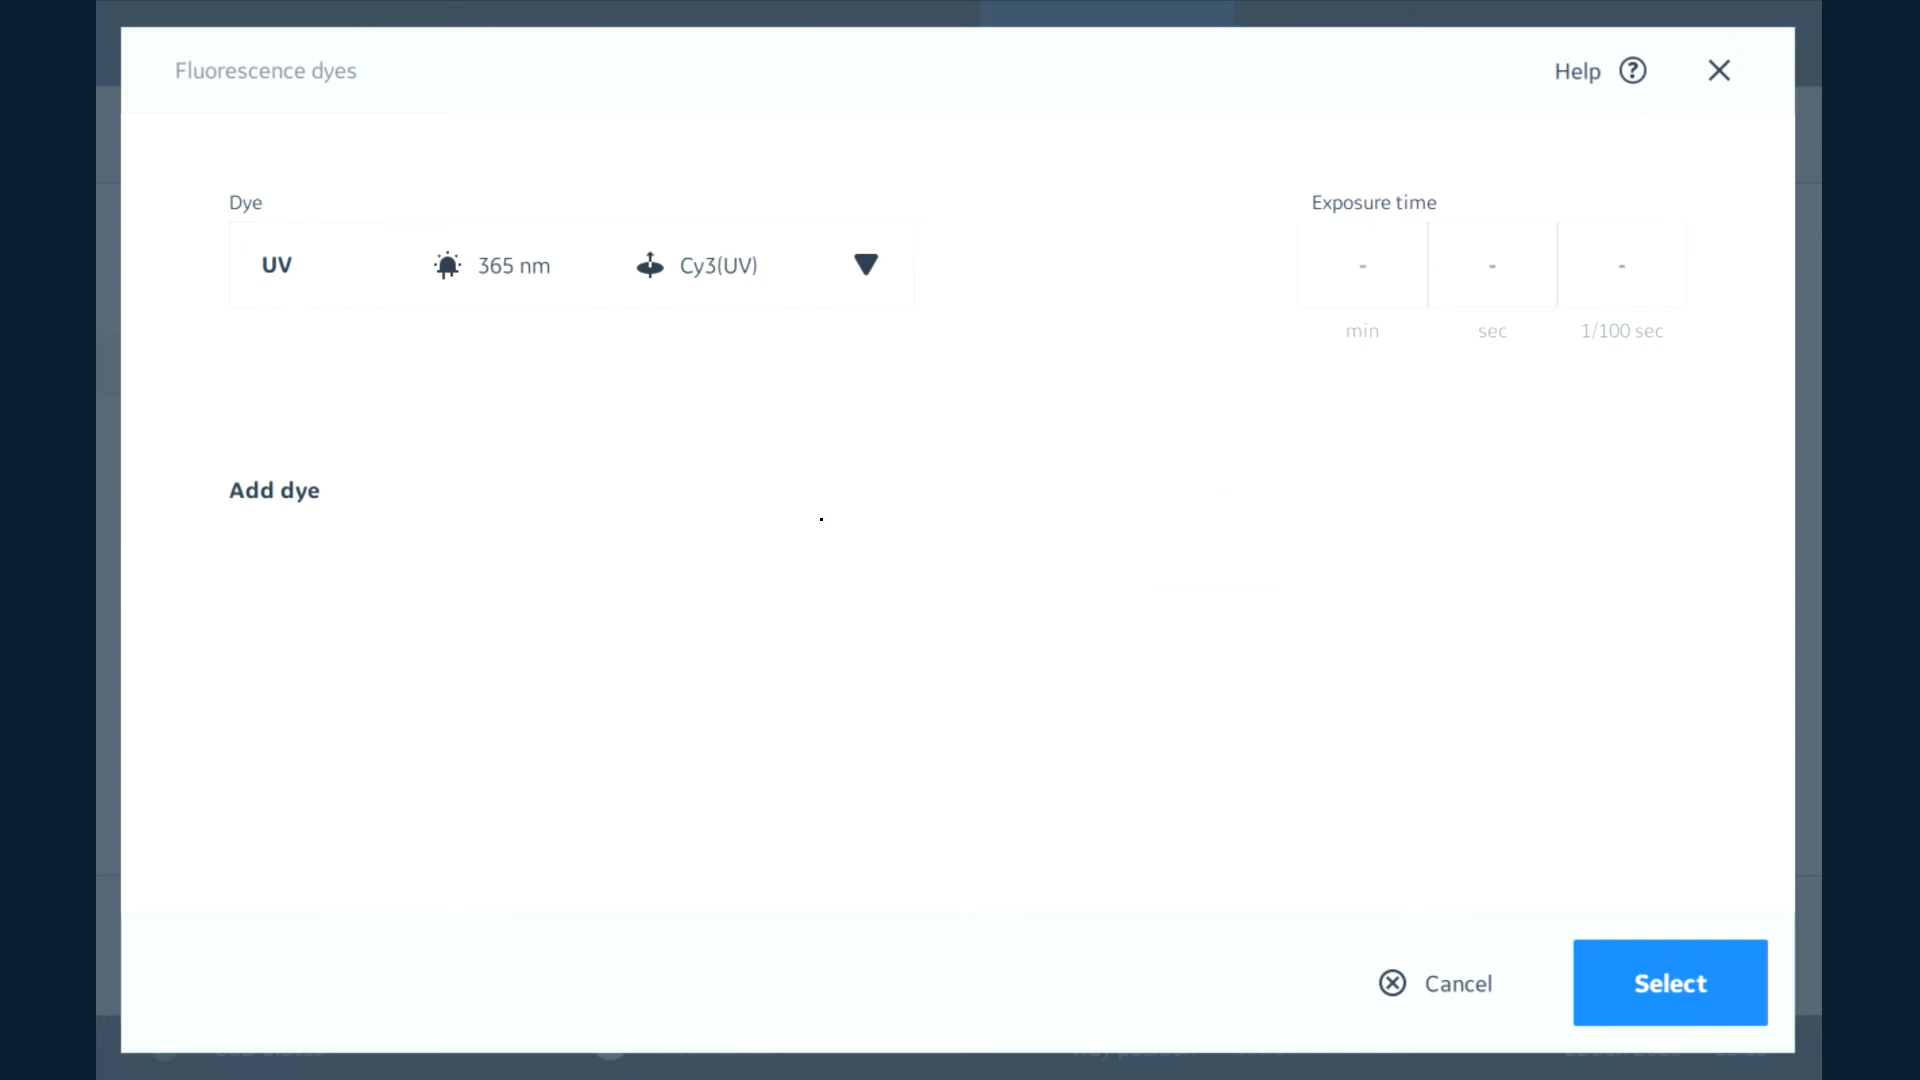 Fluorescence dyes
Help
Dye
Exposure time
UV 365 nm Cy3(UV)
- - -
min sec 1/100 sec
Add dye
Cancel Select